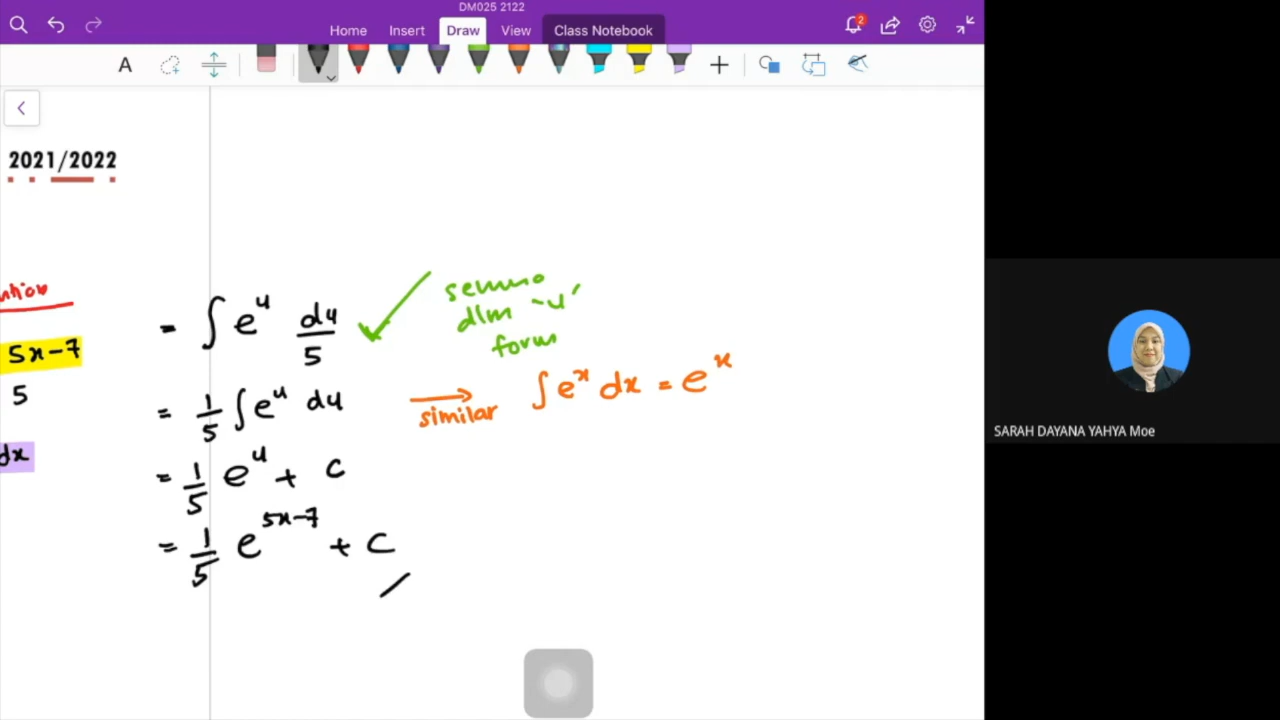 DM025 2122
Home Insert Draw View Class Notebook
2
A
2021/2022
5x-7
5
dx
= ∫ e^u du/5
semua
dlm "u"
form
= 1/5 ∫ e^u du
similar ∫ e^x dx = e^x
= 1/5 e^u + c
= 1/5 e^(5x-7) + c
SARAH DAYANA YAHYA Moe